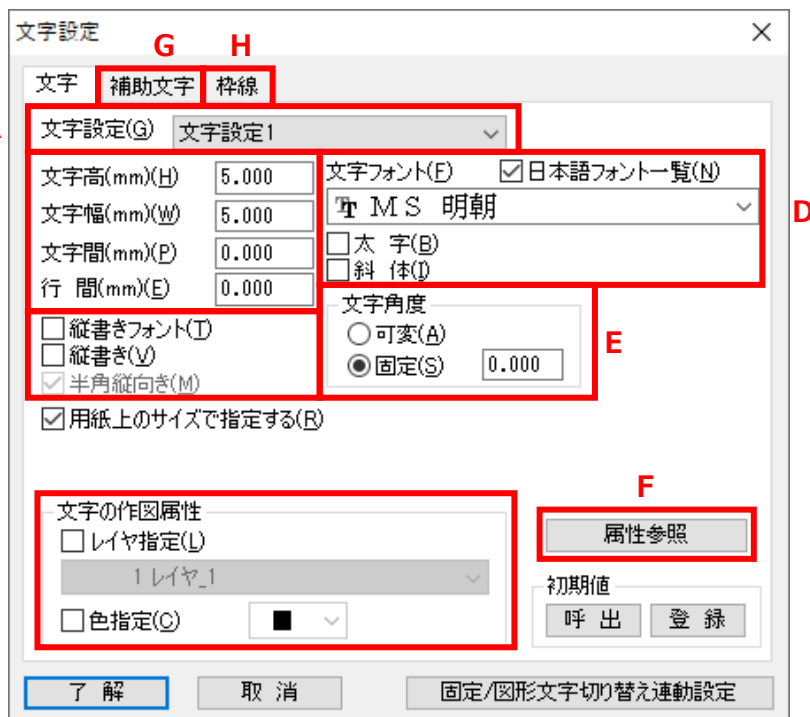 文字設定
G H
文字 補助文字 枠線
文字設定(G) 文字設定1
文字高(mm)(H) 5.000
文字幅(mm)(W) 5.000
文字間(mm)(P) 0.000
行 間(mm)(E) 0.000
文字フォント(F) 日本語フォント一覧(N)
MS 明朝
D
太 字(B)
斜 体(I)
縦書きフォント(T)
縦書き(V)
半角縦向き(M)
文字角度
可変(A)
固定(S) 0.000
E
用紙上のサイズで指定する(R)
文字の作図属性
レイヤ指定(L)
1 レイヤ_1
色指定(C)
F
属性参照
初期値
呼 出 登 録
了 解 取 消 固定/図形文字切り替え連動設定